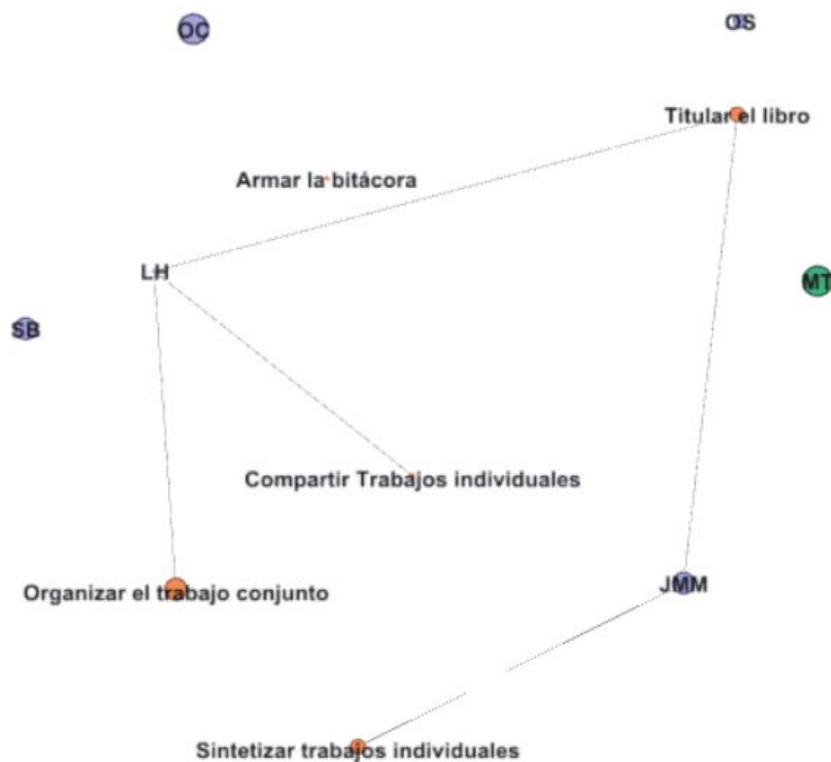 OC
OS
Titular el libro
Armar la bitácora
LH
MT
SB
Compartir Trabajos individuales
Organizar el trabajo conjunto
JMM
Sintetizar trabajos individuales